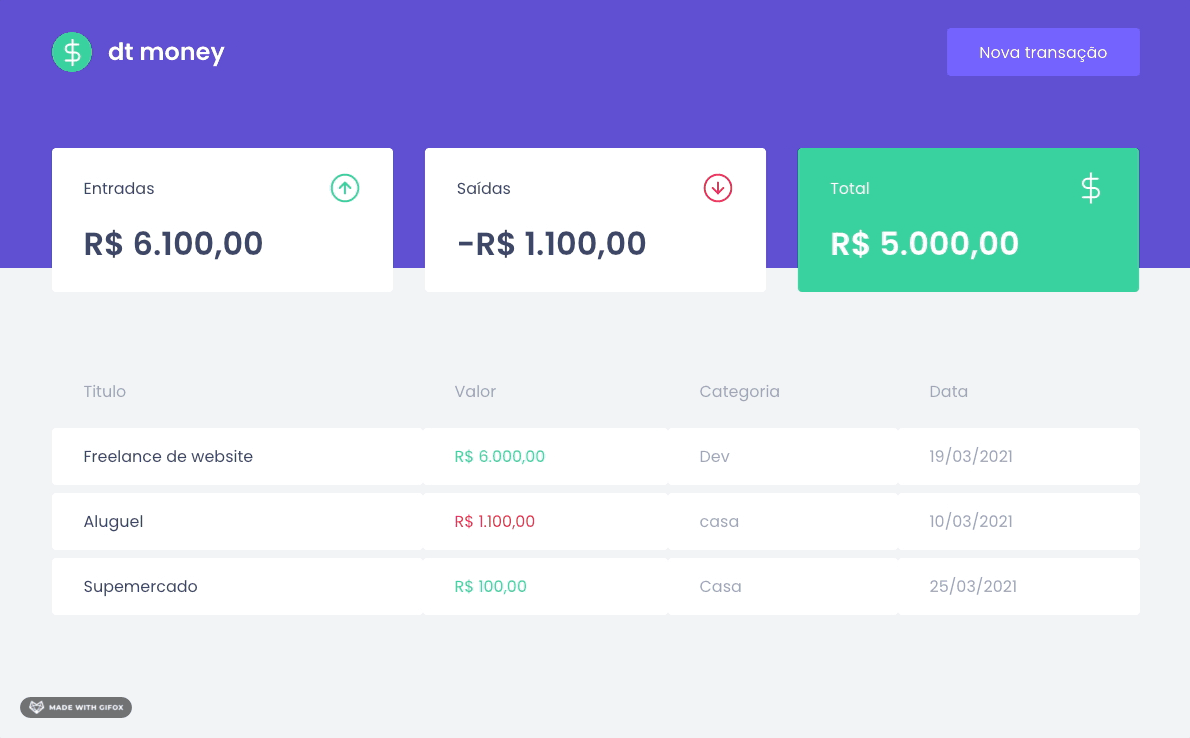 dt money
Nova transação
Entradas
R$ 6.100,00
Saídas
-R$ 1.100,00
Total
R$ 5.000,00
Titulo Valor Categoria Data
Freelance de website R$ 6.000,00 Dev 19/03/2021
Aluguel R$ 1.100,00 casa 10/03/2021
Supemercado R$ 100,00 Casa 25/03/2021
MADE WITH GIFOX